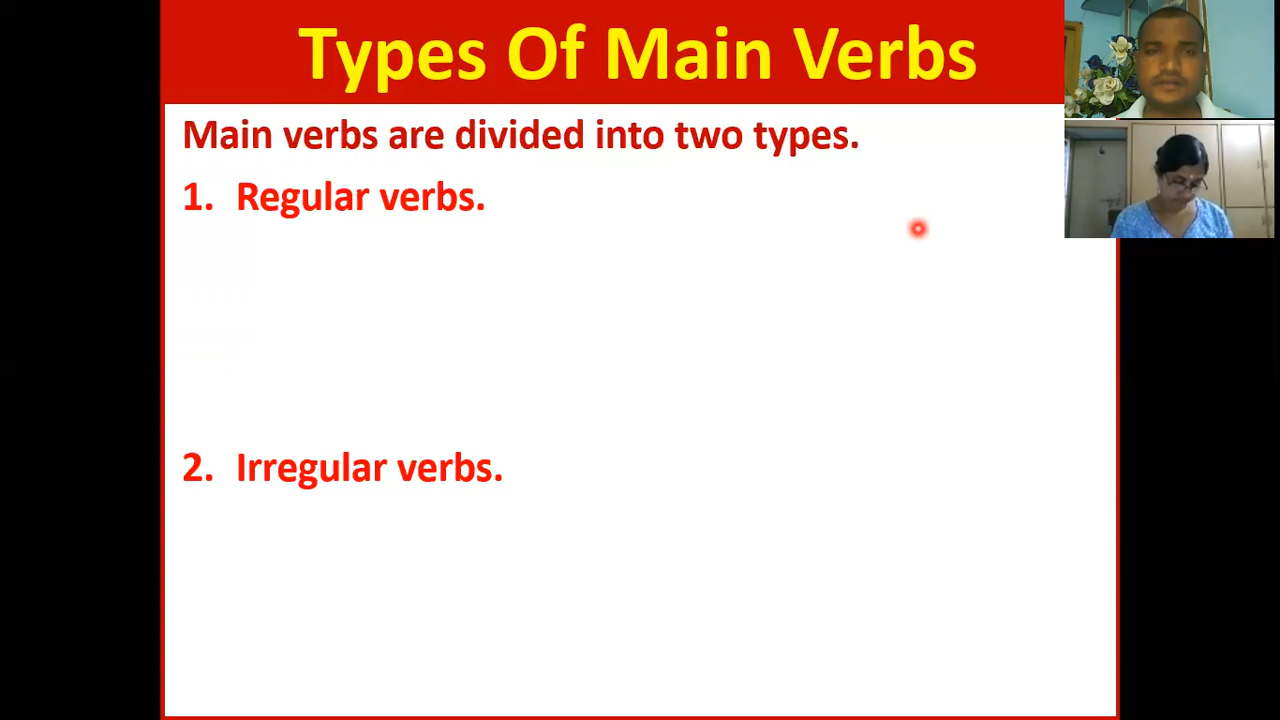 Types Of Main Verbs
Main verbs are divided into two types.
1. Regular verbs.
2. Irregular verbs.